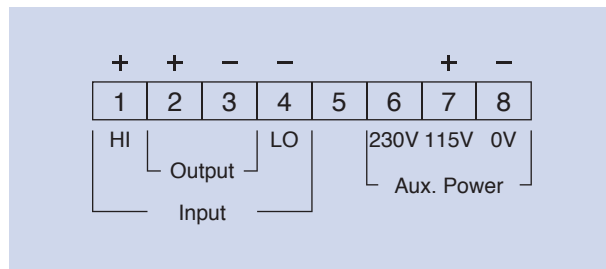 + + − − + −
1 2 3 4 5 6 7 8
HI LO 230V 115V 0V
Output
Aux. Power
Input